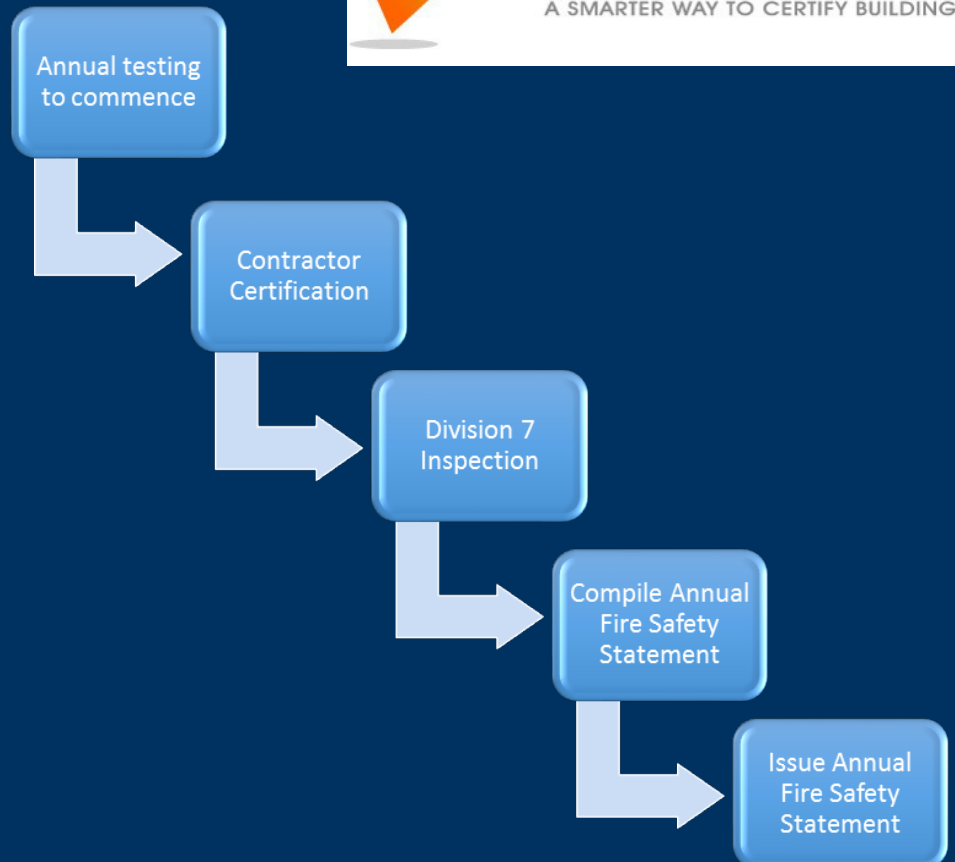 A SMARTER WAY TO CERTIFY BUILDING
Annual testing
to commence
Contractor
Certification
Division 7
Inspection
Compile Annual
Fire Safety
Statement
Issue Annual
Fire Safety
Statement